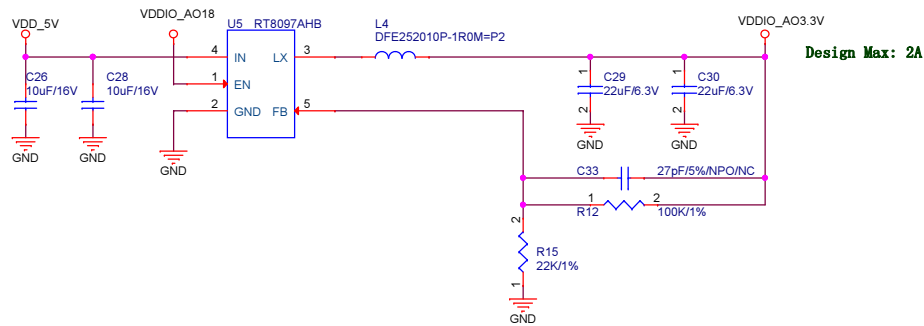 VDD_5V
VDDIO_AO18
U5 RT8097AHB
L4
DFE252010P-1R0M=P2
VDDIO_AO3.3V
Design Max: 2A
4 IN LX 3
1 EN
2 GND FB 5
C26
10uF/16V
C28
10uF/16V
C29
22uF/6.3V
1
2
C30
22uF/6.3V
1
2
GND
GND
GND
GND
GND
C33 27pF/5%/NPO/NC
R12 1 2 100K/1%
2
R15
22K/1%
1
GND